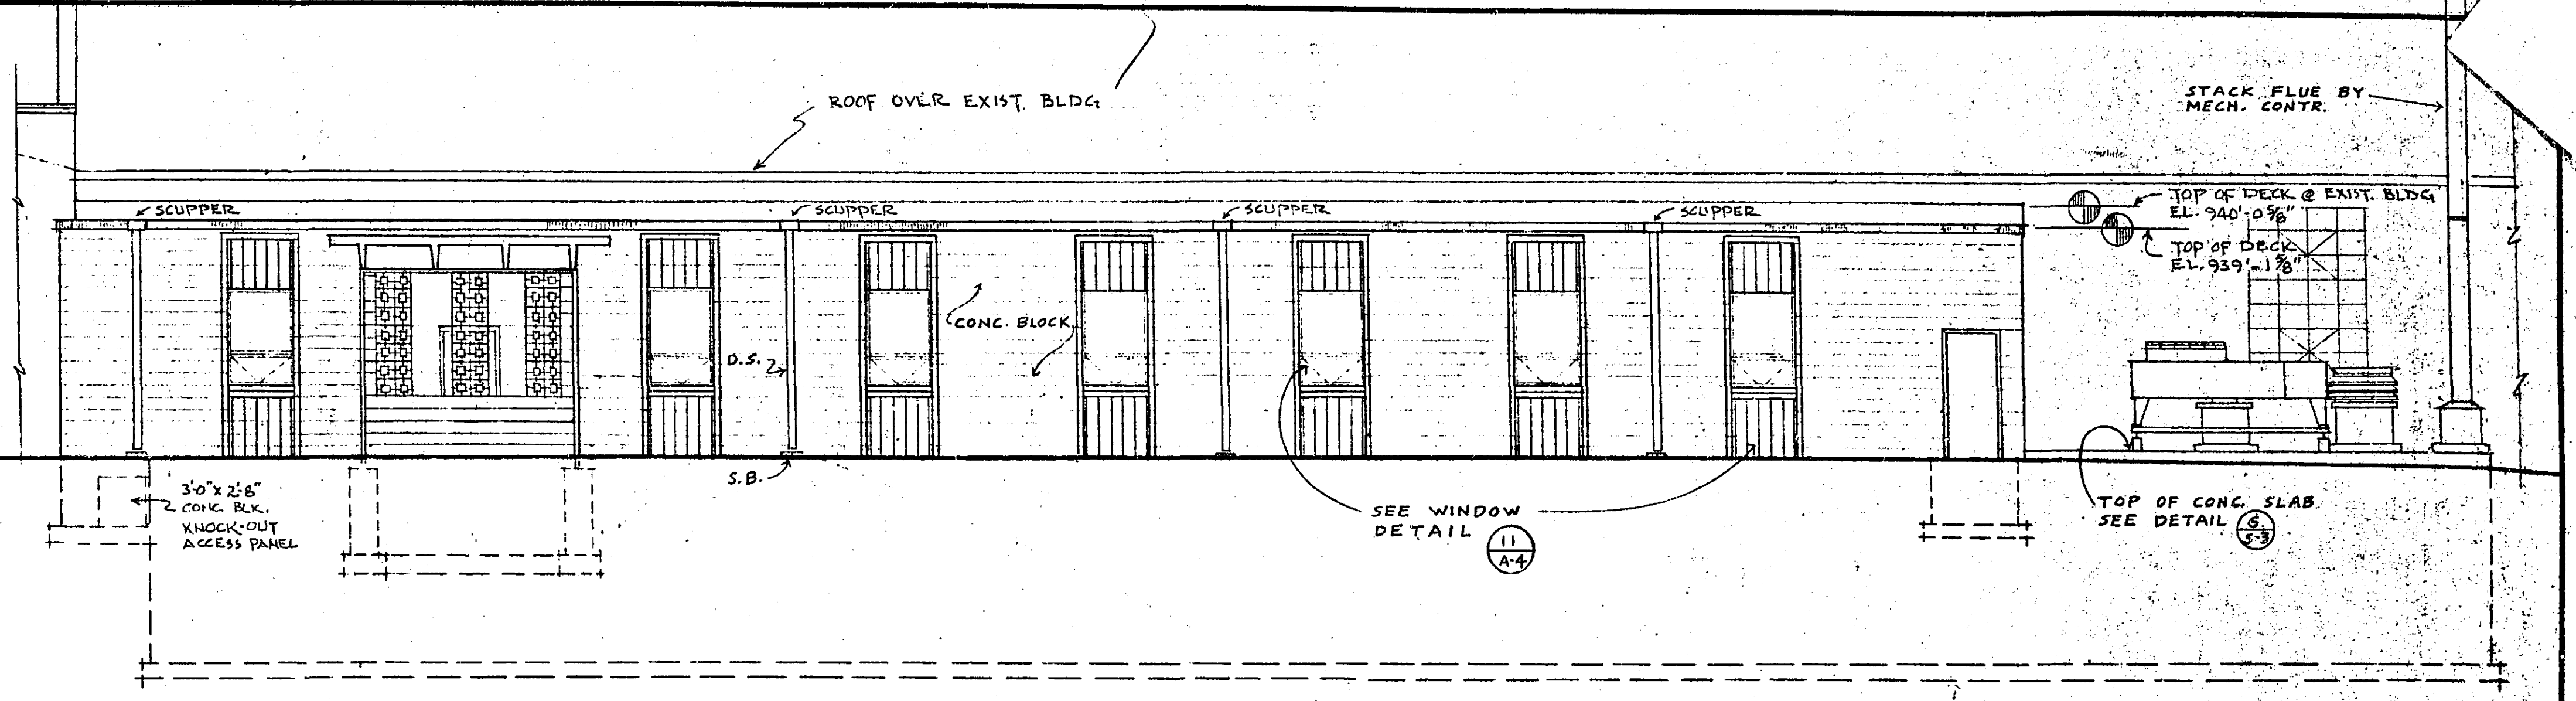 ROOF OVER EXIST. BLDG
STACK FLUE BY
MECH. CONTR.
SCUPPER
SCUPPER
SCUPPER
SCUPPER
TOP OF DECK @ EXIST. BLDG
EL. 940'-0 5/8"
TOP OF DECK
EL. 939'-1 5/8"
CONC. BLOCK
D.S.
S.B.
3'-0" x 2'-8"
CONC. BLK.
KNOCK-OUT
ACCESS PANEL
SEE WINDOW
DETAIL
11
A-4
TOP OF CONC. SLAB
SEE DETAIL
S-3